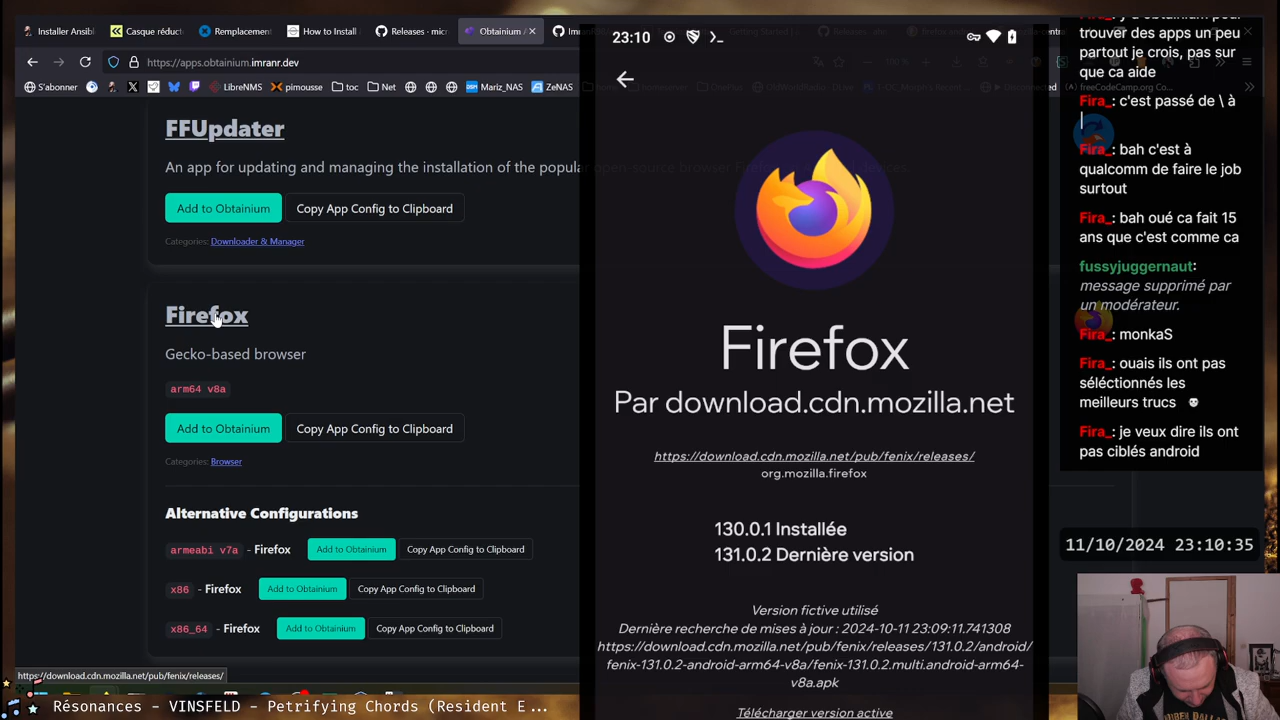 Installer Ansibl
Casque réduct
Remplacement
How to Install
Releases · micr
Obtainium /
https://apps.obtainium.imranr.dev
S'abonner
LibreNMS
pimousse
toc
Net
Mariz_NAS
ZeNAS
FFUpdater
An app for updating and managing the installation of the popular open-source browser
Add to Obtainium
Copy App Config to Clipboard
Categories: Downloader & Manager
Firefox
Gecko-based browser
arm64 v8a
Add to Obtainium
Copy App Config to Clipboard
Categories: Browser
Alternative Configurations
armeabi v7a - Firefox
Add to Obtainium
Copy App Config to Clipboard
x86 - Firefox
Add to Obtainium
Copy App Config to Clipboard
x86_64 - Firefox
Add to Obtainium
Copy App Config to Clipboard
https://download.cdn.mozilla.net/pub/fenix/releases/
Résonances - VINSFELD - Petrifying Chords (Resident E...
23:10
Firefox
Par download.cdn.mozilla.net
https://download.cdn.mozilla.net/pub/fenix/releases/
org.mozilla.firefox
130.0.1 Installée
131.0.2 Dernière version
Version fictive utilisé
Dernière recherche de mises à jour : 2024-10-11 23:09:11.741308
https://download.cdn.mozilla.net/pub/fenix/releases/131.0.2/android/
fenix-131.0.2-android-arm64-v8a/fenix-131.0.2.multi.android-arm64-
v8a.apk
Télécharger version active
Fira_: y'a obtainium pour
trouver des apps un peu
partout je crois, pas sur
que ca aide
Fira_: c'est passé de \ à
|
Fira_: bah c'est à
qualcomm de faire le job
surtout
Fira_: bah oué ca fait 15
ans que c'est comme ca
fussyjuggernaut:
message supprimé par
un modérateur.
Fira_: monkaS
Fira_: ouais ils ont pas
séléctionnés les
meilleurs trucs
Fira_: je veux dire ils ont
pas ciblés android
11/10/2024 23:10:35